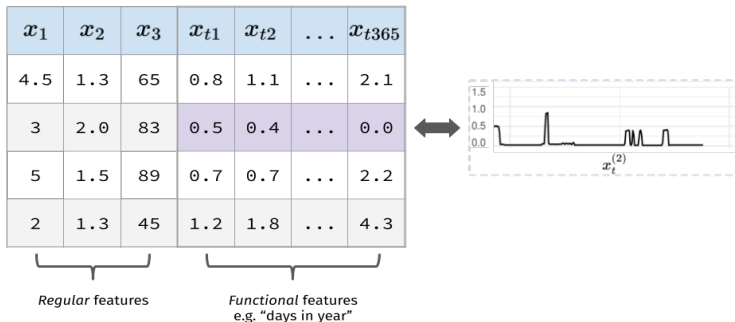 x1 x2 x3 xt1 xt2 ... xt365
4.5 1.3 65 0.8 1.1 ... 2.1
3 2.0 83 0.5 0.4 ... 0.0
5 1.5 89 0.7 0.7 ... 2.2
2 1.3 45 1.2 1.8 ... 4.3
1.5
1.0
0.5
0.0
xt(2)
Regular features
Functional features
e.g. “days in year”